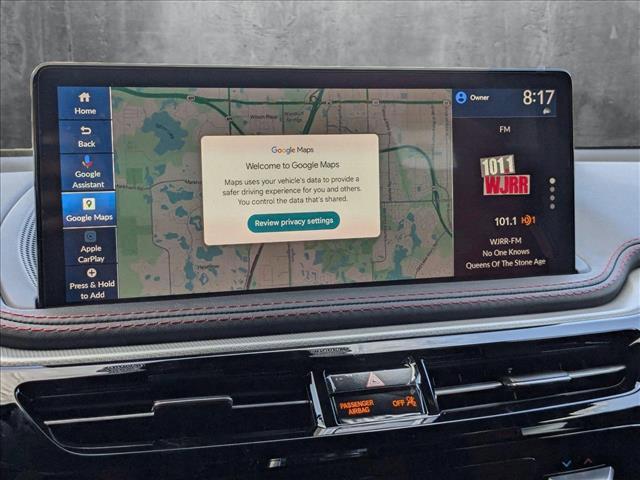 Home
Back
Google
Assistant
Google Maps
Apple
CarPlay
Press & Hold
to Add
Google Maps
Welcome to Google Maps
Maps uses your vehicle's data to provide a
safer driving experience for you and others.
You control the data that's shared.
Review privacy settings
Owner
8:17
FM
101.1
WJRR
101.1 HD1
WJRR-FM
No One Knows
Queens Of The Stone Age
PASSENGER
AIRBAG
OFF